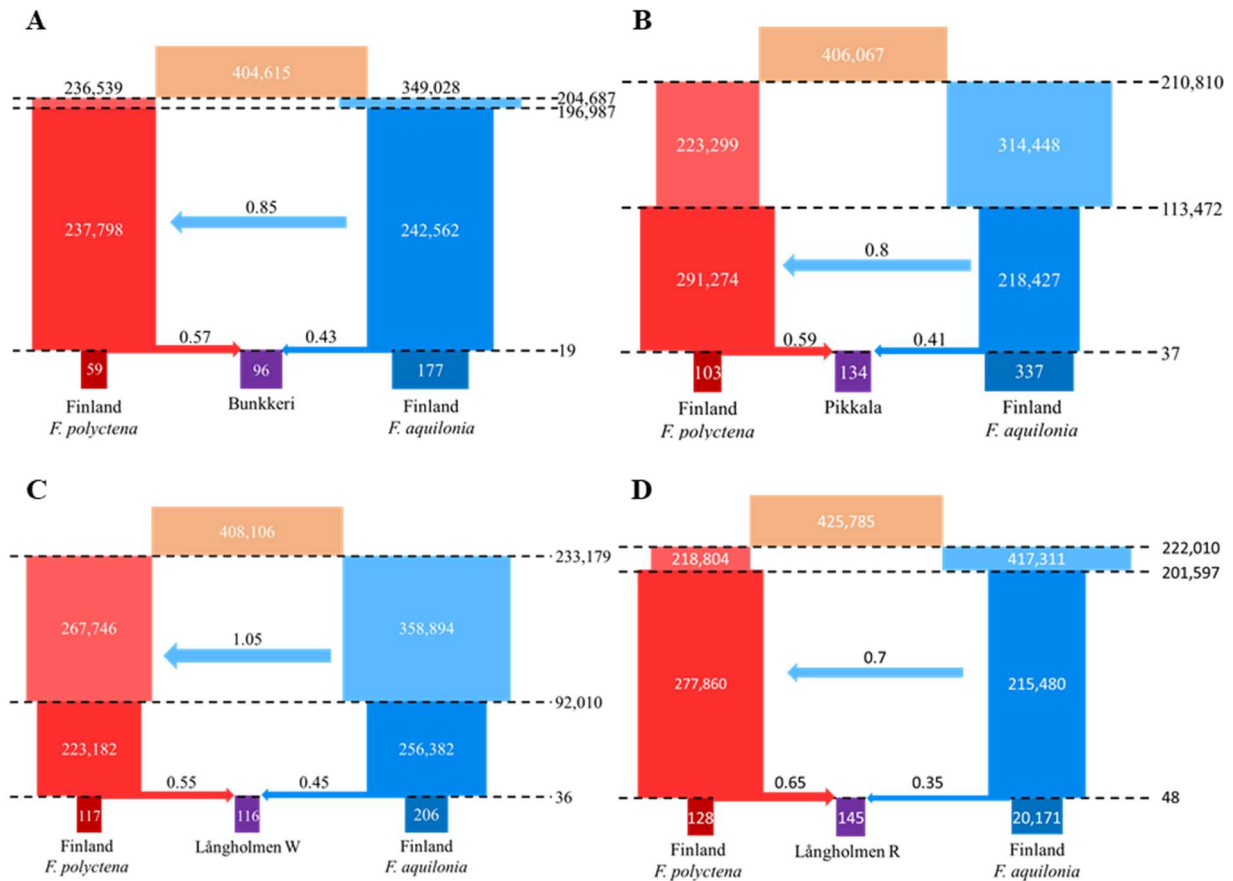 A
404,615
236,539
349,028
204,687
196,987
0.85
237,798
242,562
0.57
0.43
19
59
96
177
Finland
F. polyctena
Bunkkeri
Finland
F. aquilonia
B
406,067
210,810
223,299
314,448
113,472
0.8
291,274
218,427
0.59
0.41
37
103
134
337
Finland
F. polyctena
Pikkala
Finland
F. aquilonia
C
408,106
233,179
267,746
1.05
358,894
92,010
223,182
256,382
0.55
0.45
36
117
116
206
Finland
F. polyctena
Långholmen W
Finland
F. aquilonia
D
425,785
222,010
218,804
417,311
201,597
0.7
277,860
215,480
0.65
0.35
48
128
145
20,171
Finland
F. polyctena
Långholmen R
Finland
F. aquilonia